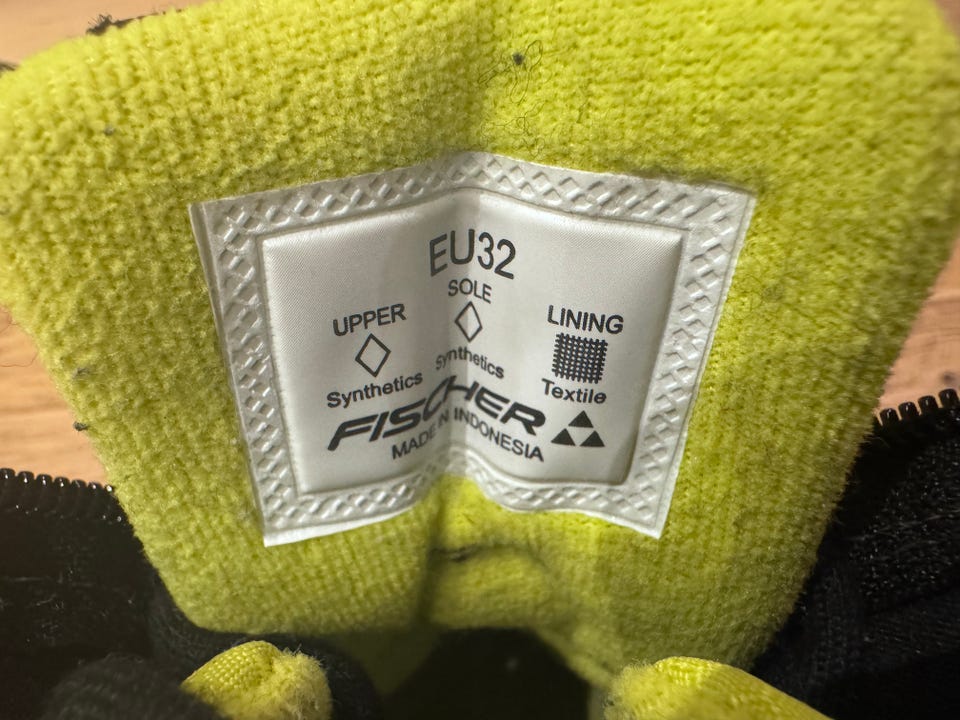 EU32
UPPER
SOLE
LINING
Synthetics
Synthetics
Textile
FISCHER
MADE IN INDONESIA